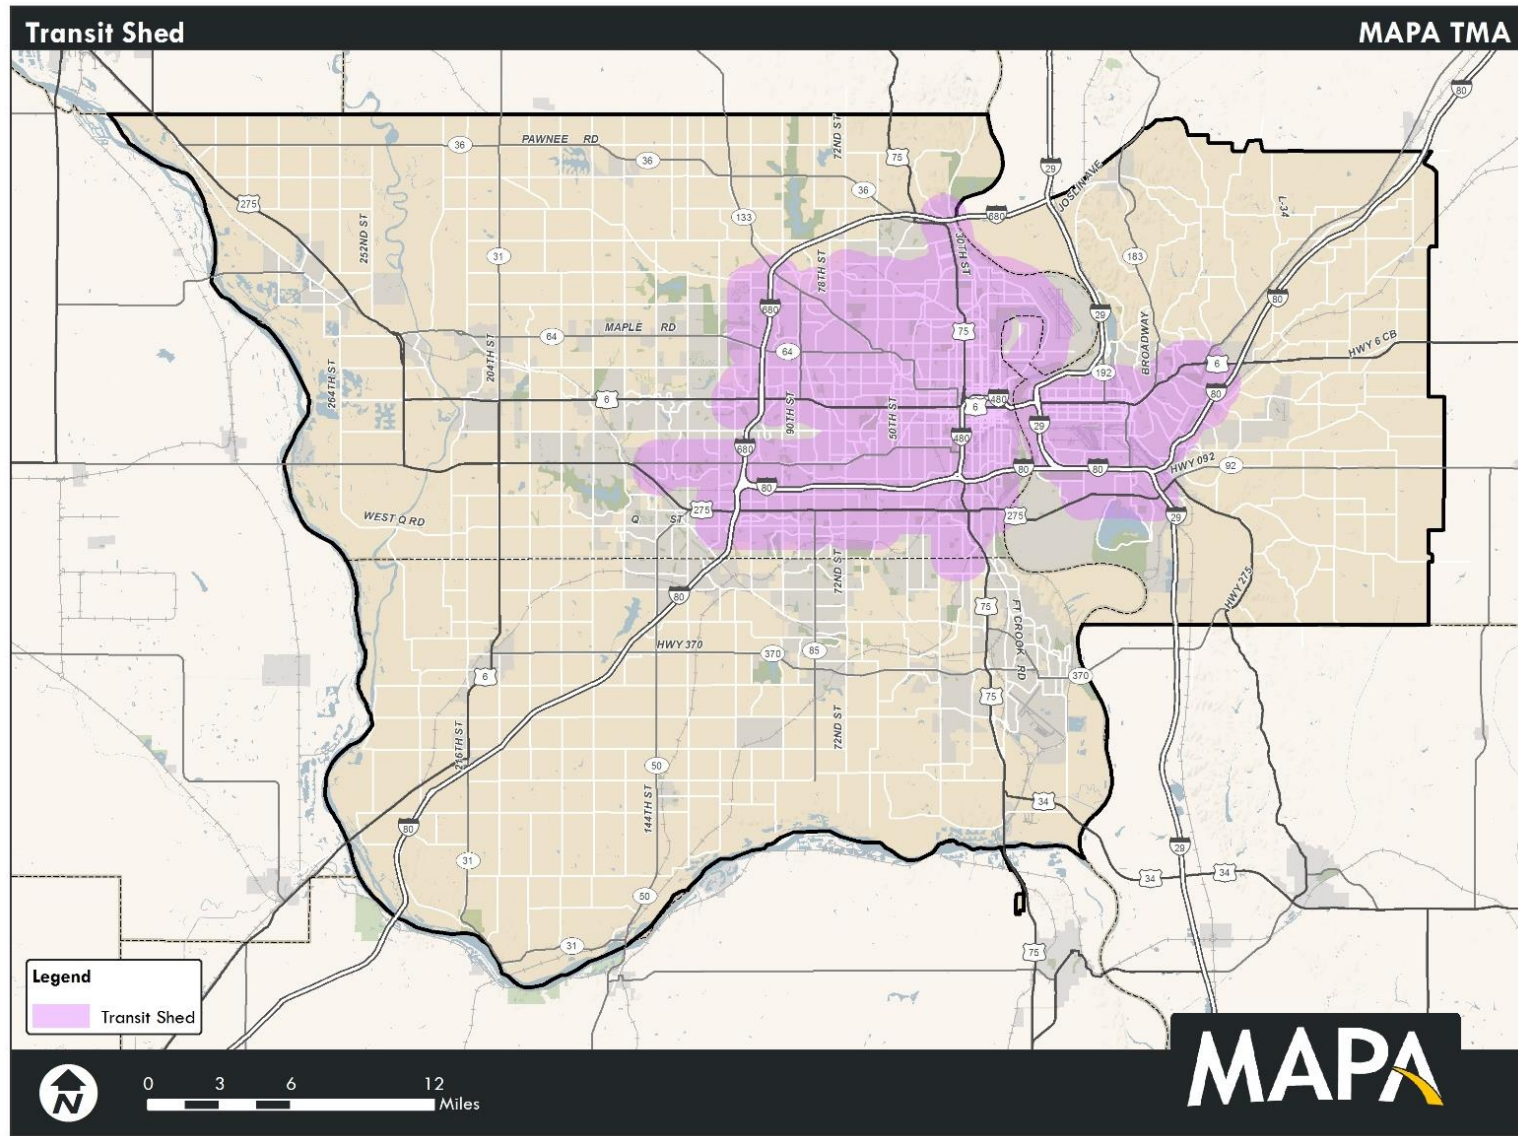 Transit Shed
MAPA TMA
80
PAWNEE RD
36
36
72ND ST
75
36
29
JOSLIN AVE
275
252ND ST
133
680
L-34
31
78TH ST
30TH ST
183
80
680
29
64
MAPLE RD
75
BROADWAY
204TH ST
64
HWY 6 CB
6
264TH ST
192
6
90TH ST
50TH ST
6
480
80
29
680
480
80
80
HWY 092
92
80
275
275
29
WEST Q RD
Q ST
72ND ST
80
75
FT CROOK RD
HWY 275
HWY 370
370
85
370
6
75
216TH ST
72ND ST
50
144TH ST
34
80
31
29
34
34
50
31
75
Legend
Transit Shed
N
0 3 6 12
Miles
MAPA